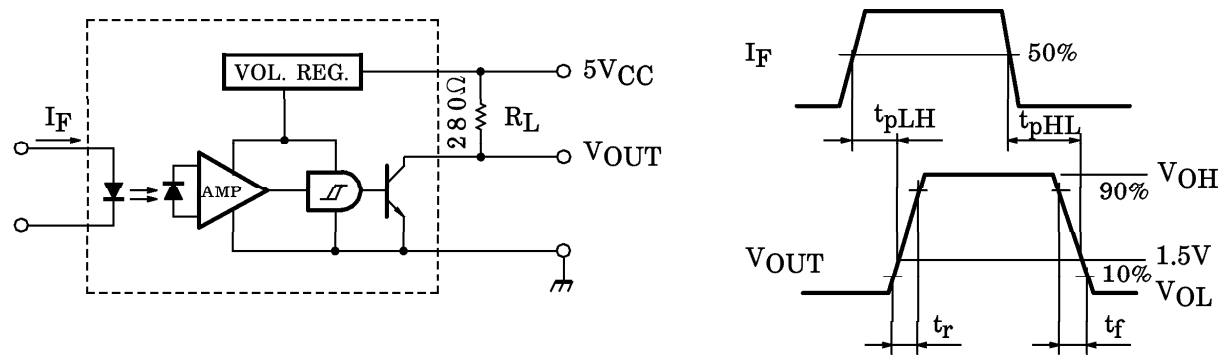 VOL. REG.
5VCC
IF
280Ω
RL
VOUT
AMP
IF
50%
tpLH
tpHL
VOH
90%
VOUT
1.5V
10%
VOL
tr
tf